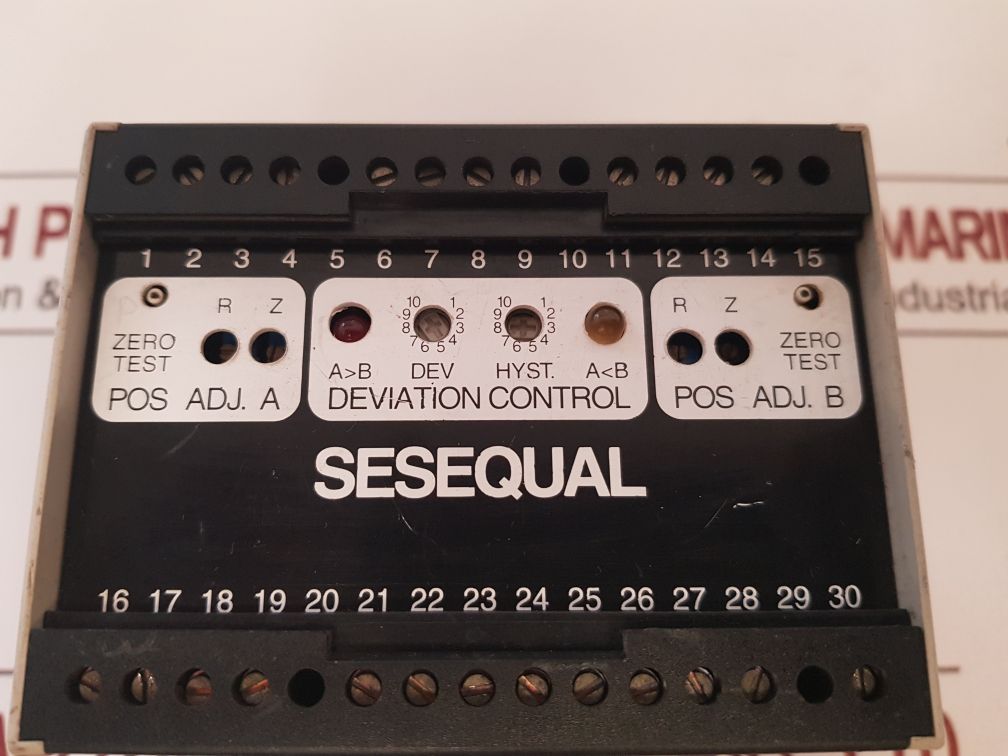 H P
MARI
n &
dustri
1 2 3 4 5 6 7 8 9 10 11 12 13 14 15
R Z
ZERO
TEST
POS ADJ. A
10 1
9 2
8 3
7 6 5 4
10 1
9 2
8 3
7 6 5 4
A>B DEV HYST. A<B
DEVIATION CONTROL
R Z
ZERO
TEST
POS ADJ. B
SESEQUAL
16 17 18 19 20 21 22 23 24 25 26 27 28 29 30